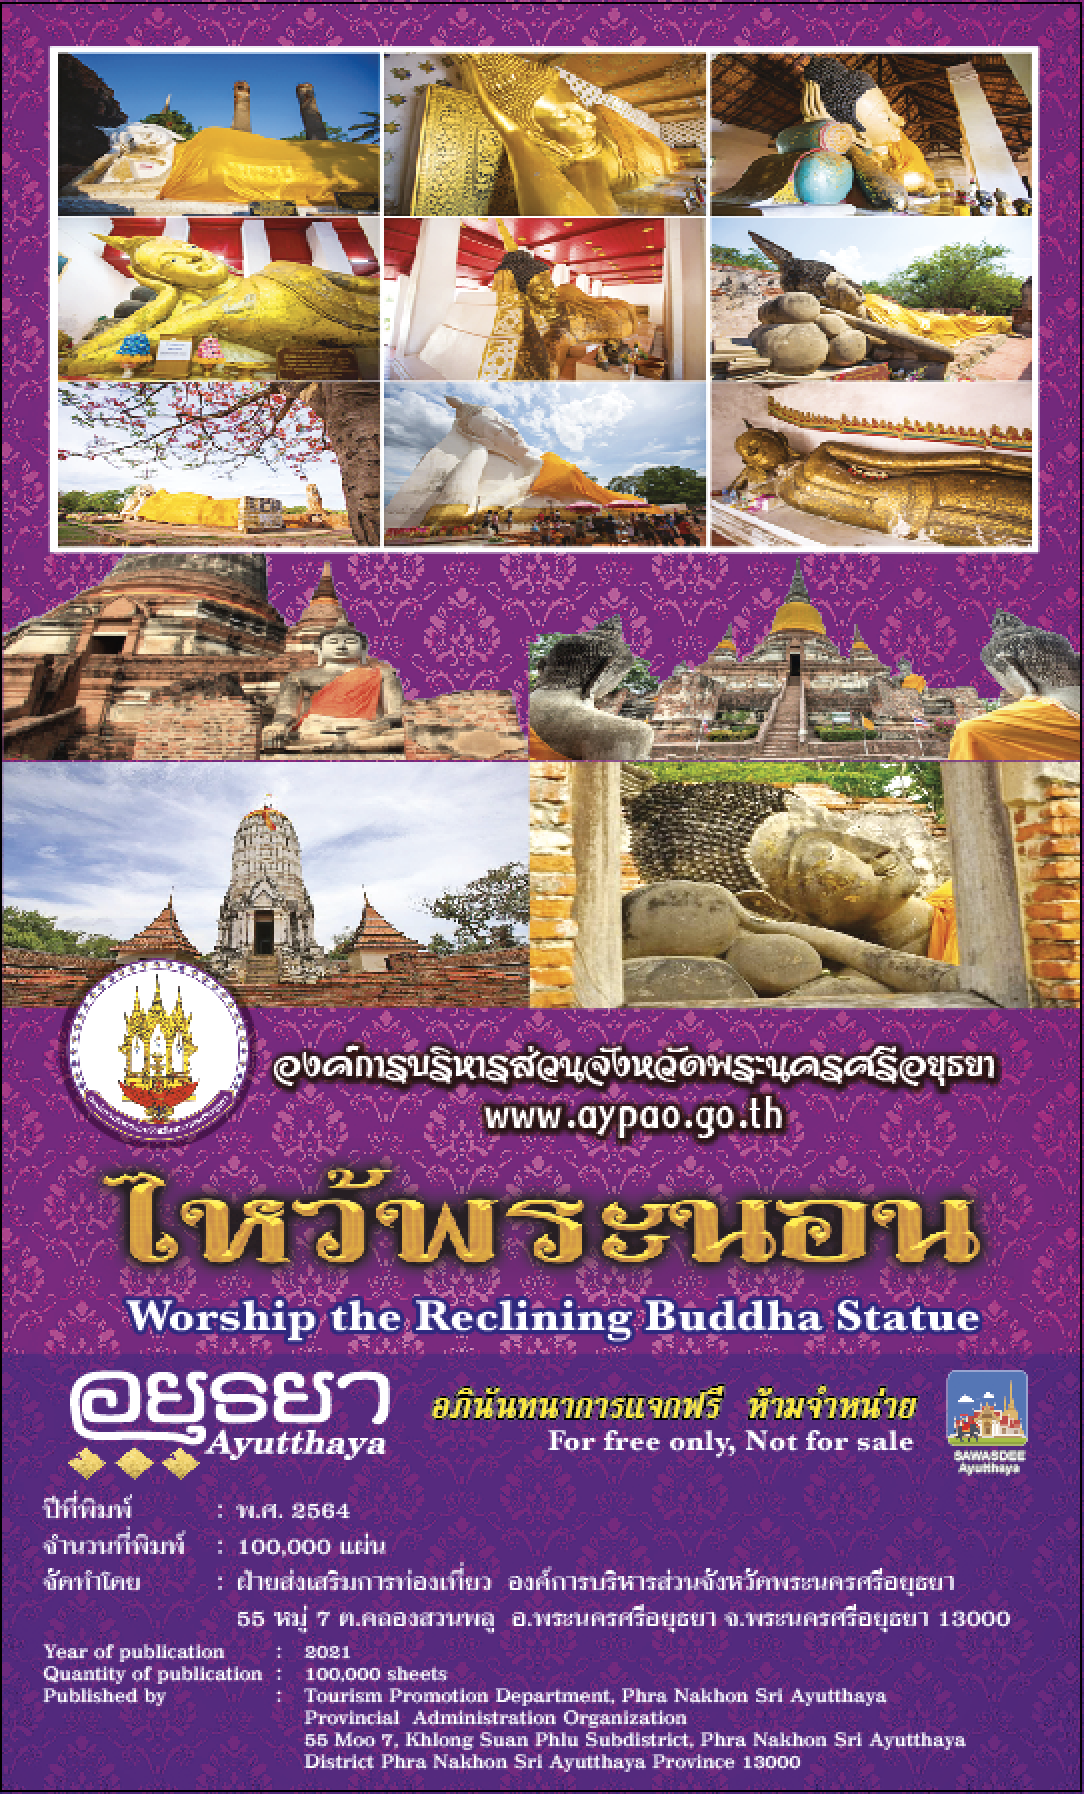 องค์การบริหารส่วนจังหวัดพระนครศรีอยุธยา
www.aypao.go.th
ไหว้พระนอน
Worship the Reclining Buddha Statue
อยุธยา
Ayutthaya
อภินันทนาการแจกฟรี ห้ามจำหน่าย
For free only, Not for sale
SAWASDEE
Ayutthaya
ปีที่พิมพ์ : พ.ศ. 2564
จำนวนที่พิมพ์ : 100,000 แผ่น
จัดทำโดย : ฝ่ายส่งเสริมการท่องเที่ยว องค์การบริหารส่วนจังหวัดพระนครศรีอยุธยา
55 หมู่ 7 ต.คลองสวนพลู อ.พระนครศรีอยุธยา จ.พระนครศรีอยุธยา 13000
Year of publication : 2021
Quantity of publication : 100,000 sheets
Published by : Tourism Promotion Department, Phra Nakhon Sri Ayutthaya
Provincial Administration Organization
55 Moo 7, Khlong Suan Phlu Subdistrict, Phra Nakhon Sri Ayutthaya
District Phra Nakhon Sri Ayutthaya Province 13000